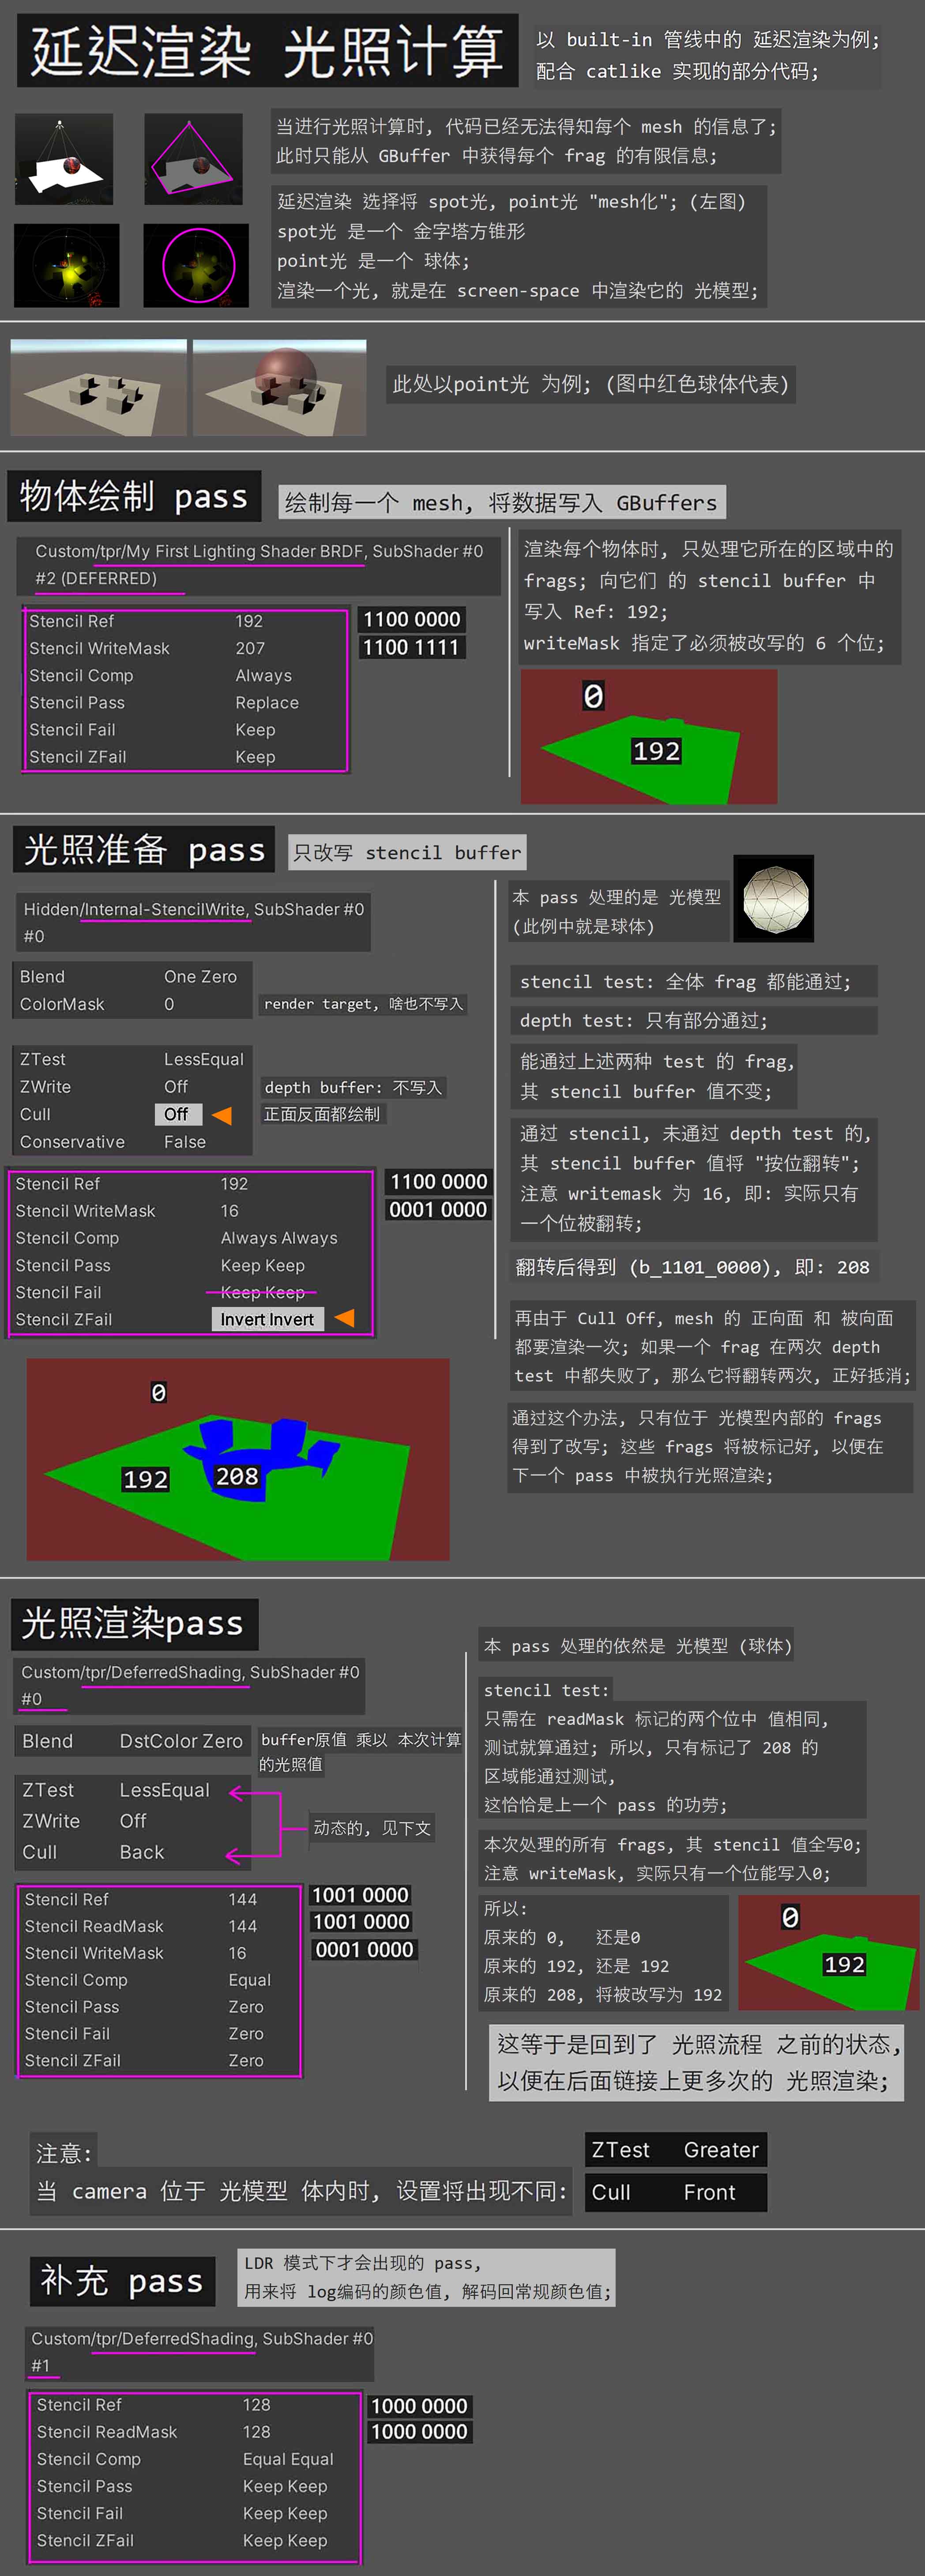 延迟渲染 光照计算
以 built-in 管线中的 延迟渲染为例;
配合 catlike 实现的部分代码;
当进行光照计算时, 代码已经无法得知每个 mesh 的信息了;
此时只能从 GBuffer 中获得每个 frag 的有限信息;
延迟渲染 选择将 spot光, point光 "mesh化"; (左图)
spot光 是一个 金字塔方锥形
point光 是一个 球体;
渲染一个光, 就是在 screen-space 中渲染它的 光模型;
此处以point光 为例; (图中红色球体代表)
物体绘制 pass
绘制每一个 mesh, 将数据写入 GBuffers
Custom/tpr/My First Lighting Shader BRDF, SubShader #0
#2 (DEFERRED)
Stencil Ref 192
1100 0000
Stencil WriteMask 207
1100 1111
Stencil Comp Always
Stencil Pass Replace
Stencil Fail Keep
Stencil ZFail Keep
渲染每个物体时, 只处理它所在的区域中的
frags; 向它们 的 stencil buffer 中
写入 Ref: 192;
writeMask 指定了必须被改写的 6 个位;
0
192
光照准备 pass
只改写 stencil buffer
Hidden/Internal-StencilWrite, SubShader #0
#0
Blend One Zero
ColorMask 0
render target, 啥也不写入
ZTest LessEqual
ZWrite Off
depth buffer: 不写入
Cull Off
正面反面都绘制
Conservative False
Stencil Ref 192
1100 0000
Stencil WriteMask 16
0001 0000
Stencil Comp Always Always
Stencil Pass Keep Keep
Stencil Fail Keep Keep
Stencil ZFail Invert Invert
0
192
208
本 pass 处理的是 光模型
(此例中就是球体)
stencil test: 全体 frag 都能通过;
depth test: 只有部分通过;
能通过上述两种 test 的 frag,
其 stencil buffer 值不变;
通过 stencil, 未通过 depth test 的,
其 stencil buffer 值将 "按位翻转";
注意 writemask 为 16, 即: 实际只有
一个位被翻转;
翻转后得到 (b_1101_0000), 即: 208
再由于 Cull Off, mesh 的 正向面 和 被向面
都要渲染一次; 如果一个 frag 在两次 depth
test 中都失败了, 那么它将翻转两次, 正好抵消;
通过这个办法, 只有位于 光模型内部的 frags
得到了改写; 这些 frags 将被标记好, 以便在
下一个 pass 中被执行光照渲染;
光照渲染pass
Custom/tpr/DeferredShading, SubShader #0
#0
Blend DstColor Zero
buffer原值 乘以 本次计算
的光照值
ZTest LessEqual
ZWrite Off
Cull Back
动态的, 见下文
Stencil Ref 144
1001 0000
Stencil ReadMask 144
1001 0000
Stencil WriteMask 16
0001 0000
Stencil Comp Equal
Stencil Pass Zero
Stencil Fail Zero
Stencil ZFail Zero
本 pass 处理的依然是 光模型 (球体)
stencil test:
只需在 readMask 标记的两个位中 值相同,
测试就算通过; 所以, 只有标记了 208 的
区域能通过测试,
这恰恰是上一个 pass 的功劳;
本次处理的所有 frags, 其 stencil 值全写0;
注意 writeMask, 实际只有一个位能写入0;
所以:
原来的 0, 还是0
原来的 192, 还是 192
原来的 208, 将被改写为 192
0
192
这等于是回到了 光照流程 之前的状态,
以便在后面链接上更多次的 光照渲染;
注意:
当 camera 位于 光模型 体内时, 设置将出现不同:
ZTest Greater
Cull Front
补充 pass
LDR 模式下才会出现的 pass,
用来将 log编码的颜色值, 解码回常规颜色值;
Custom/tpr/DeferredShading, SubShader #0
#1
Stencil Ref 128
1000 0000
Stencil ReadMask 128
1000 0000
Stencil Comp Equal Equal
Stencil Pass Keep Keep
Stencil Fail Keep Keep
Stencil ZFail Keep Keep